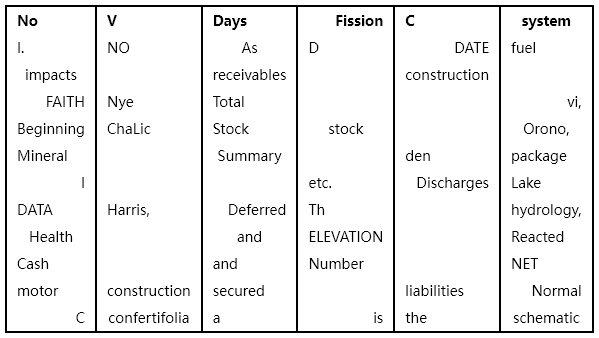 No V Days Fission C system
I. NO As D DATE fuel
impacts receivables construction
FAITH Nye Total vi,
Beginning ChaLic Stock stock Orono,
Mineral Summary den package
I etc. Discharges Lake
DATA Harris, Deferred Th hydrology,
Health and ELEVATION Reacted
Cash and Number NET
motor construction secured liabilities Normal
C confertifolia a is the schematic